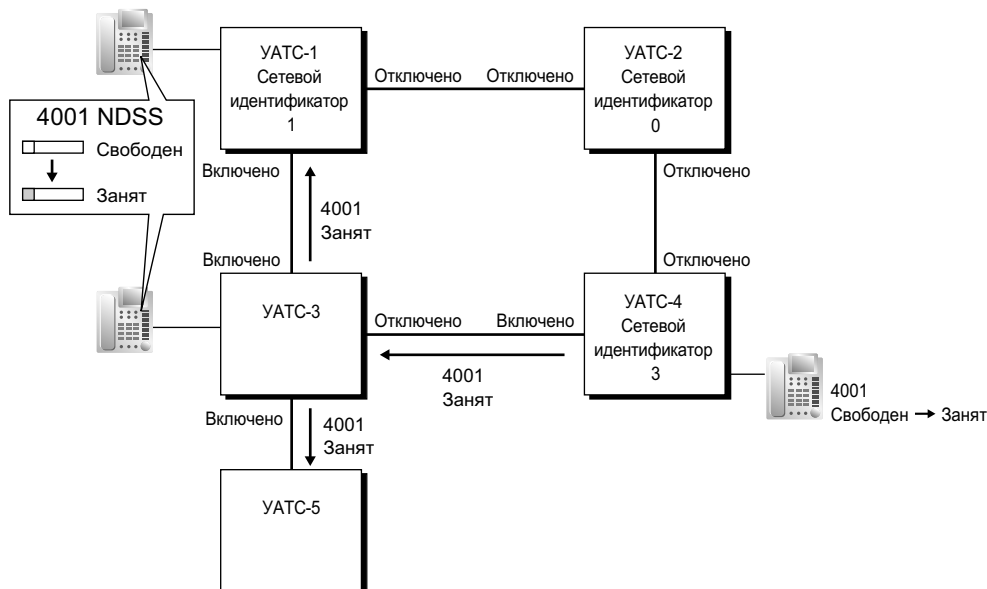 УАТС-1
Сетевой
идентификатор
1
Отключено
Отключено
УАТС-2
Сетевой
идентификатор
0
4001 NDSS
Свободен
Занят
Включено
Отключено
4001
Занят
Включено
Отключено
УАТС-3
Отключено
Включено
УАТС-4
Сетевой
идентификатор
3
4001
Занят
4001
Свободен → Занят
Включено
4001
Занят
УАТС-5